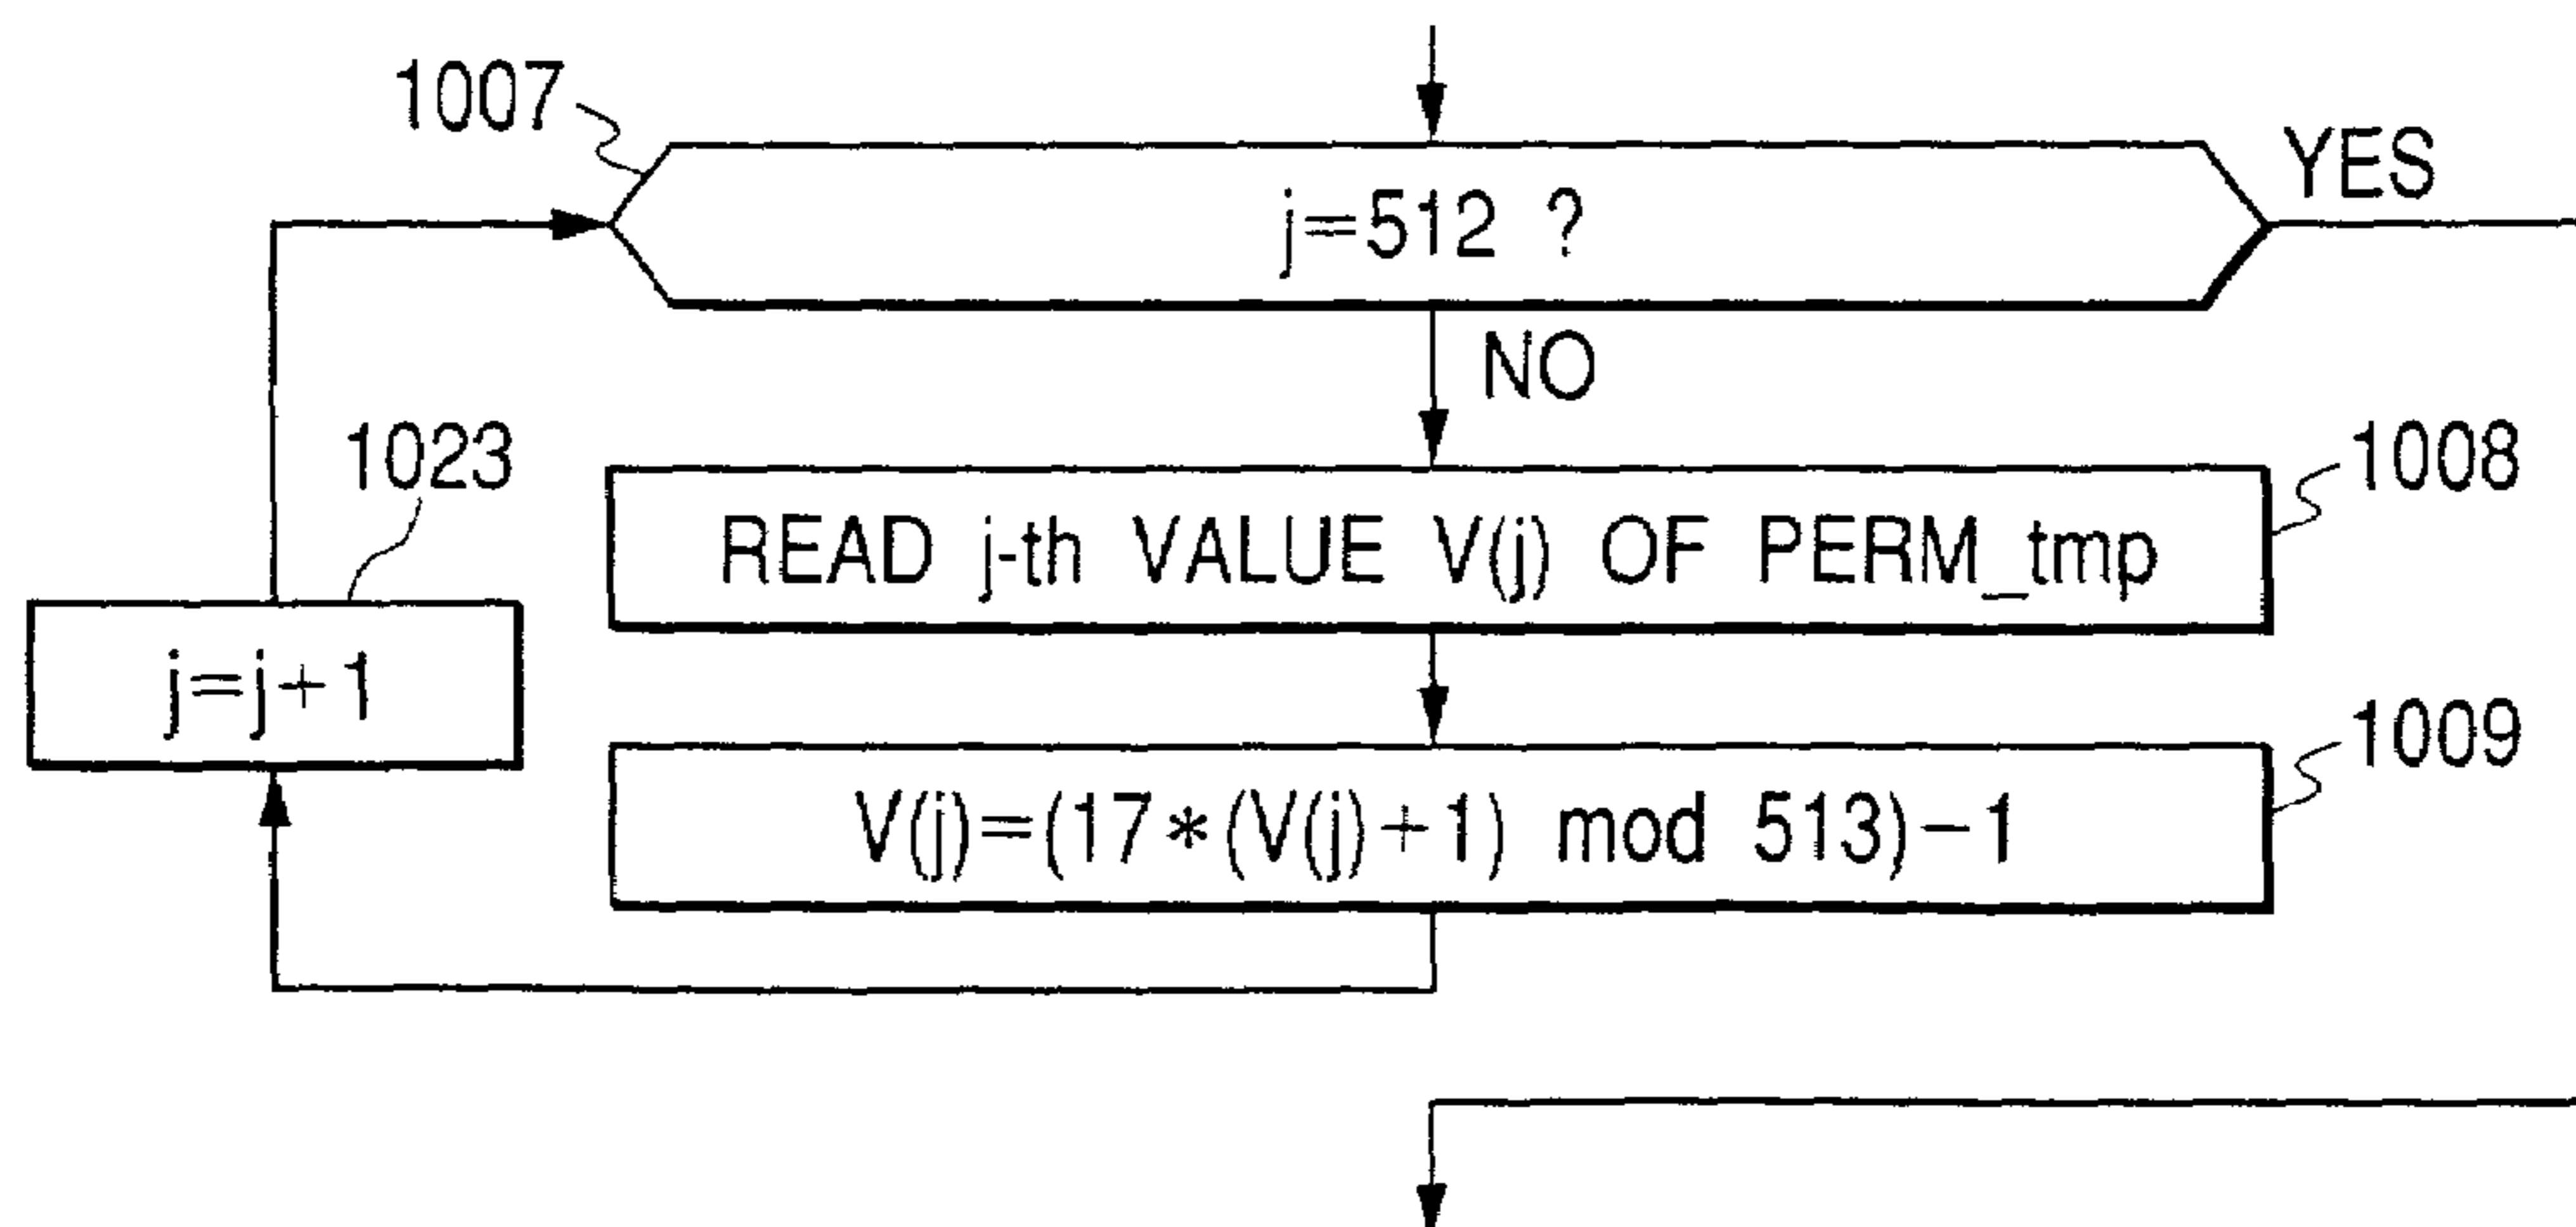 1007
j=512 ?
YES
NO
1023
1008
READ j-th VALUE V(j) OF PERM_tmp
j=j+1
1009
V(j)=(17*(V(j)+1) mod 513)−1